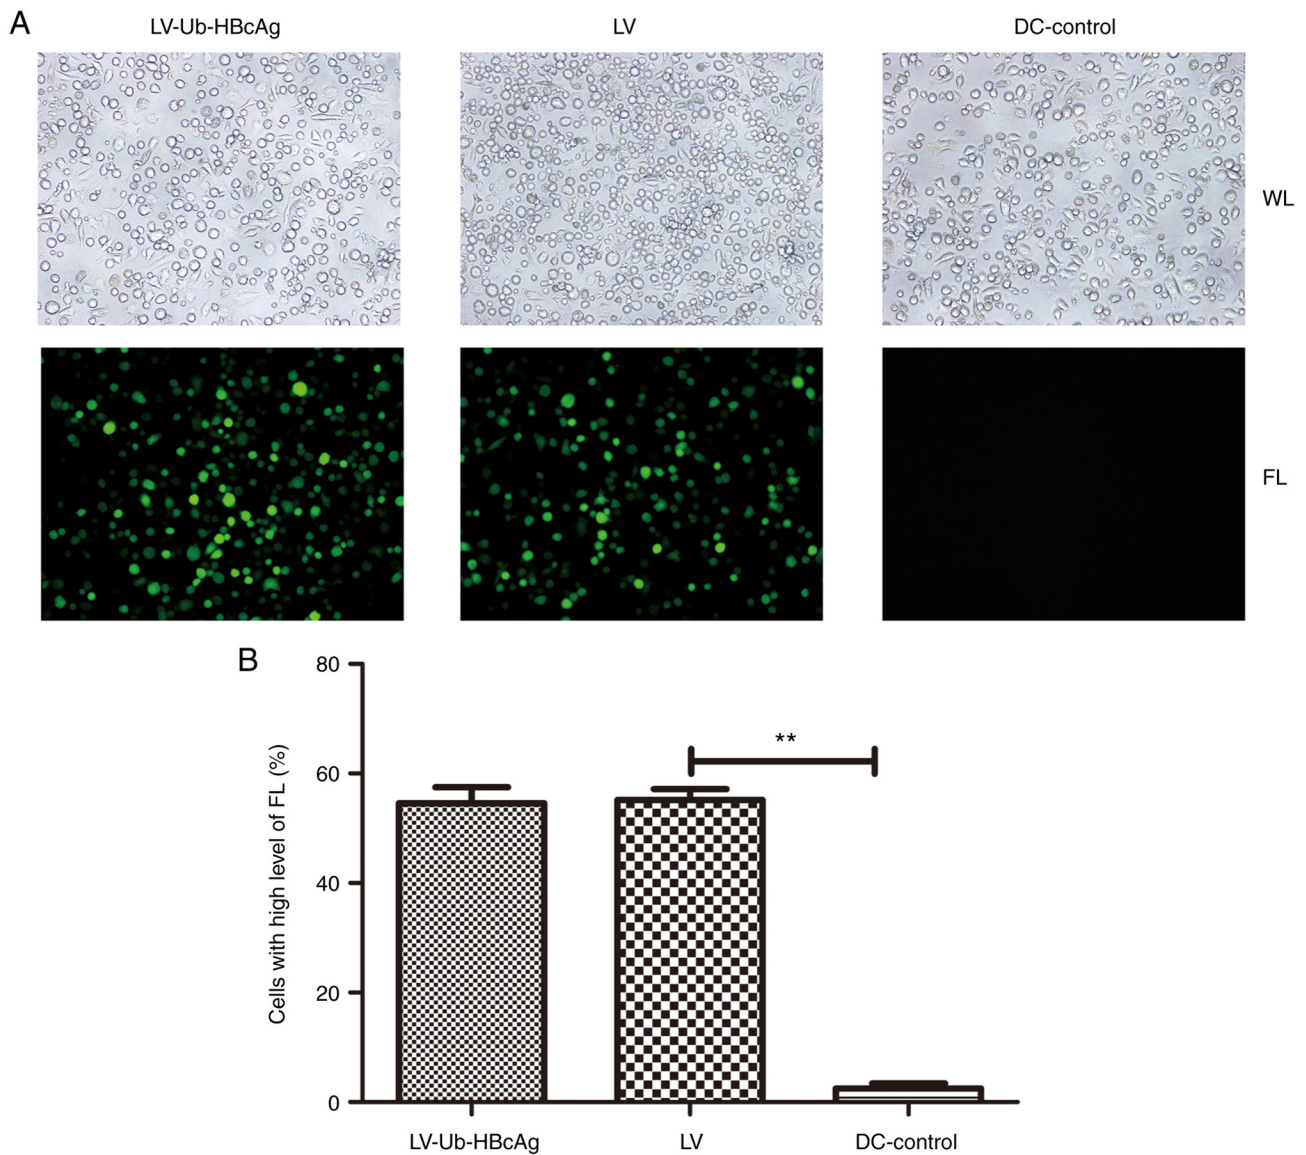 A
LV-Ub-HBcAg LV DC-control
WL
FL
B
Cells with high level of FL (%)
80
60
40
20
0
**
LV-Ub-HBcAg LV DC-control